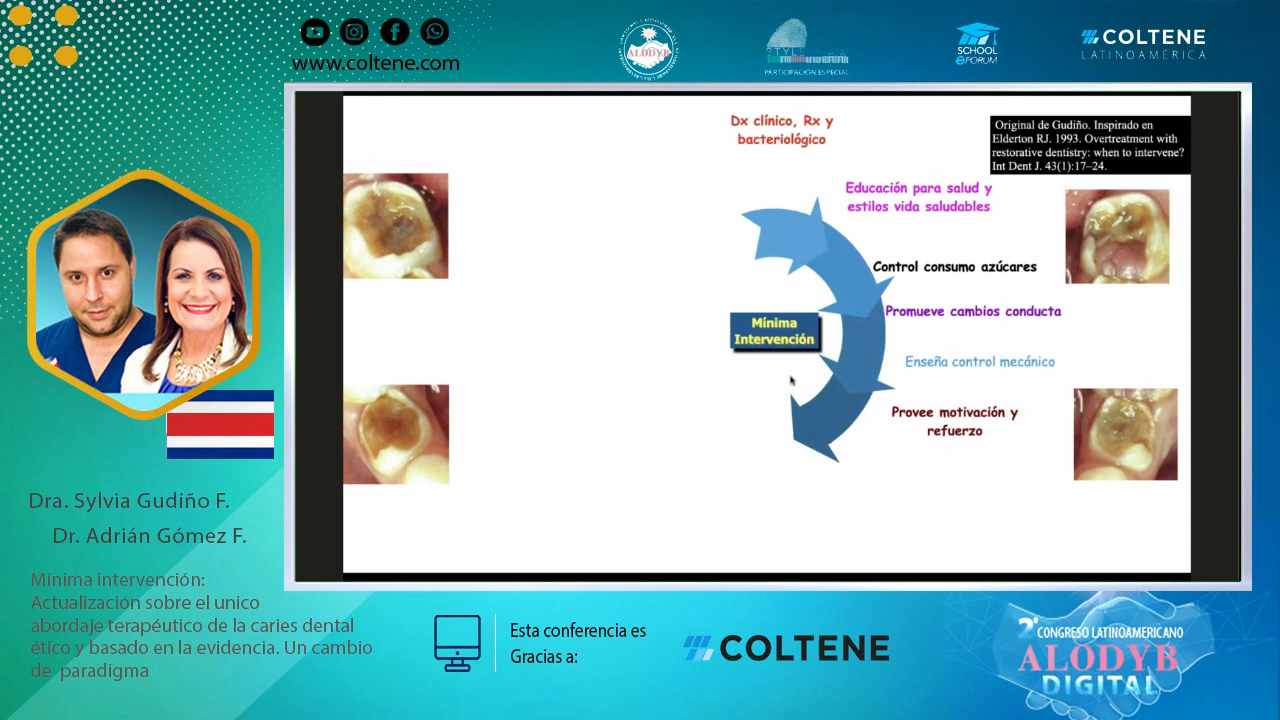 www.coltene.com
ALODYB
PARTICIPACIÓN ESPECIAL
SCHOOL
eFORUM
COLTENE
LATINOAMÉRICA
Dx clínico, Rx y
bacteriológico
Original de Gudiño. Inspirado en
Elderton RJ. 1993. Overtreatment with
restorative dentistry: when to intervene?
Int Dent J. 43(1):17–24.
Educación para salud y
estilos vida saludables
Control consumo azúcares
Promueve cambios conducta
Mínima
Intervención
Enseña control mecánico
Provee motivación y
refuerzo
Dra. Sylvia Gudiño F.
Dr. Adrián Gómez F.
Mínima intervención:
Actualización sobre el unico
abordaje terapéutico de la caries dental
ético y basado en la evidencia. Un cambio
de paradigma
Esta conferencia es
Gracias a:
COLTENE
2º CONGRESO LATINOAMERICANO
ALODYB
DIGITAL